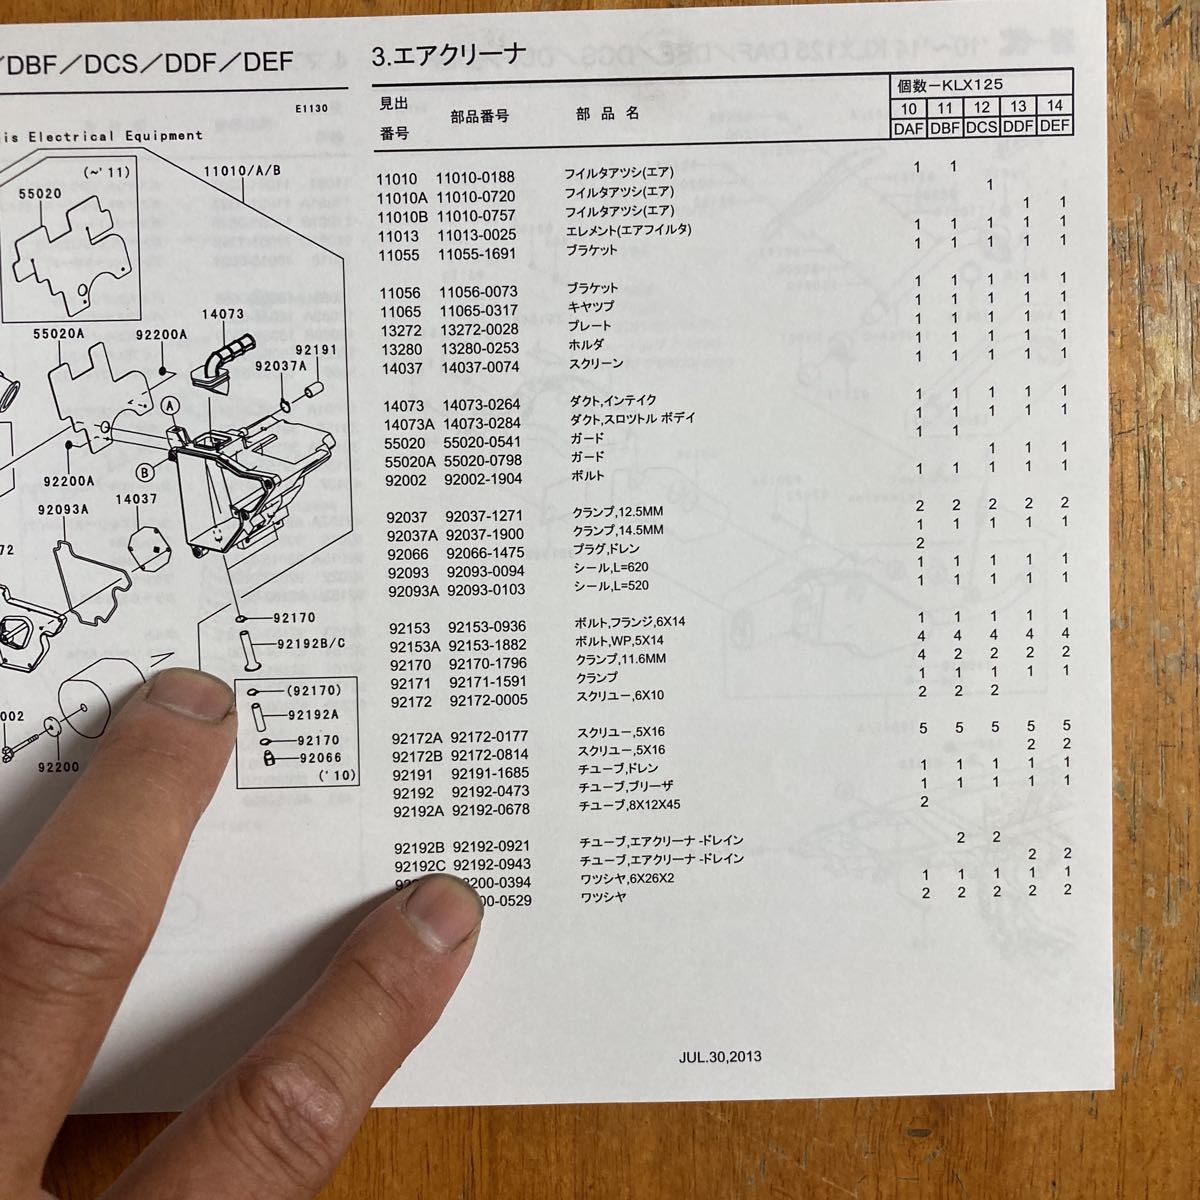 ／DBF／DCS／DDF／DEF
E1130
is Electrical Equipment
(~'11)
55020
11010/A/B
14073
55020A
92200A
92191
92037A
A
B
92200A
14037
92093A
72
92170
92192B/C
(92170)
92192A
92170
92066
('10)
002
92200
3.エアクリーナ
見出番号 部品番号 部品名 個数－KLX125
10 11 12 13 14
DAF DBF DCS DDF DEF
11010 11010-0188 フイルタアツシ(エア) 1 1
11010A 11010-0720 フイルタアツシ(エア) 1
11010B 11010-0757 フイルタアツシ(エア) 1 1
11013 11013-0025 エレメント(エアフイルタ) 1 1 1 1 1
11055 11055-1691 ブラケット 1 1 1 1 1
11056 11056-0073 ブラケット 1 1 1 1 1
11065 11065-0317 キヤツプ 1 1 1 1 1
13272 13272-0028 プレート 1 1 1 1 1
13280 13280-0253 ホルダ 1 1 1 1 1
14037 14037-0074 スクリーン 1 1 1 1 1
14073 14073-0264 ダクト,インテイク 1 1 1 1 1
14073A 14073-0284 ダクト,スロツトル ボデイ 1 1 1 1 1
55020 55020-0541 ガード 1 1
55020A 55020-0798 ガード 1 1 1
92002 92002-1904 ボルト 1 1 1 1 1
92037 92037-1271 クランプ,12.5MM 2 2 2 2 2
92037A 92037-1900 クランプ,14.5MM 1 1 1 1 1
92066 92066-1475 プラグ,ドレン 2
92093 92093-0094 シール,L=620 1 1 1 1 1
92093A 92093-0103 シール,L=520 1 1 1 1 1
92153 92153-0936 ボルト,フランジ,6X14 1 1 1 1 1
92153A 92153-1882 ボルト,WP,5X14 4 4 4 4 4
92170 92170-1796 クランプ,11.6MM 4 2 2 2 2
92171 92171-1591 クランプ 1 1 1 1 1
92172 92172-0005 スクリユー,6X10 2 2 2
92172A 92172-0177 スクリユー,5X16 5 5 5 5 5
92172B 92172-0814 スクリユー,5X16 2 2
92191 92191-1685 チユーブ,ドレン 1 1 1 1 1
92192 92192-0473 チユーブ,ブリーザ 1 1 1 1 1
92192A 92192-0678 チユーブ,8X12X45 2
92192B 92192-0921 チユーブ,エアクリーナ -ドレイン 2 2
92192C 92192-0943 チユーブ,エアクリーナ -ドレイン 2 2
200-0394 ワツシヤ,6X26X2 1 1 1 1 1
00-0529 ワツシヤ 2 2 2 2 2
JUL.30,2013